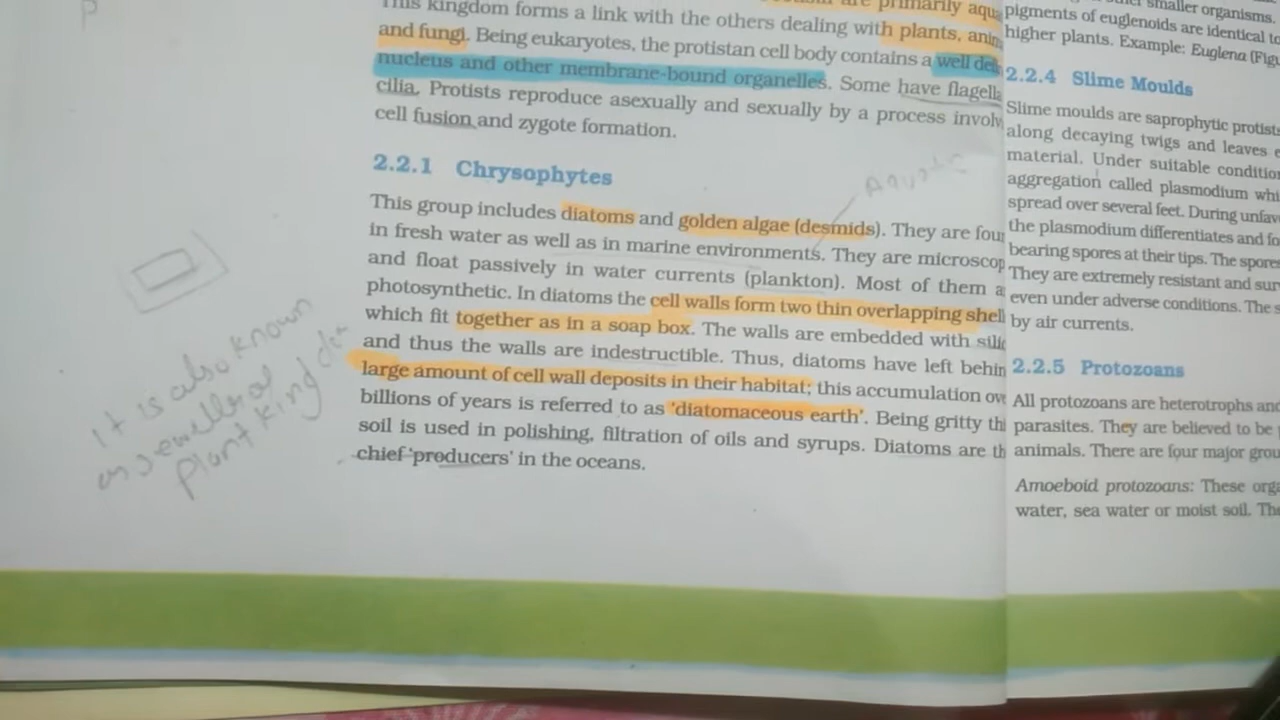 This kingdom forms a link with the others dealing with plants, anim
and fungi. Being eukaryotes, the protistan cell body contains a well def
nucleus and other membrane-bound organelles. Some have flagella
cilia. Protists reproduce asexually and sexually by a process involv
cell fusion and zygote formation.
2.2.1 Chrysophytes
This group includes diatoms and golden algae (desmids). They are four
in fresh water as well as in marine environments. They are microscop
and float passively in water currents (plankton). Most of them a
photosynthetic. In diatoms the cell walls form two thin overlapping shell
which fit together as in a soap box. The walls are embedded with silic
and thus the walls are indestructible. Thus, diatoms have left behin
large amount of cell wall deposits in their habitat; this accumulation ove
billions of years is referred to as 'diatomaceous earth'. Being gritty thi
soil is used in polishing, filtration of oils and syrups. Diatoms are th
chief 'producers' in the oceans.
It is also known
as jewellery of
plant kingdom
smaller organisms.
pigments of euglenoids are identical to
higher plants. Example: Euglena (Figu
2.2.4 Slime Moulds
Slime moulds are saprophytic protists
along decaying twigs and leaves e
material. Under suitable condition
aggregation called plasmodium whi
spread over several feet. During unfav
the plasmodium differentiates and fo
bearing spores at their tips. The spores
They are extremely resistant and sur
even under adverse conditions. The s
by air currents.
2.2.5 Protozoans
All protozoans are heterotrophs and
parasites. They are believed to be p
animals. There are four major grou
Amoeboid protozoans: These orga
water, sea water or moist soil. The